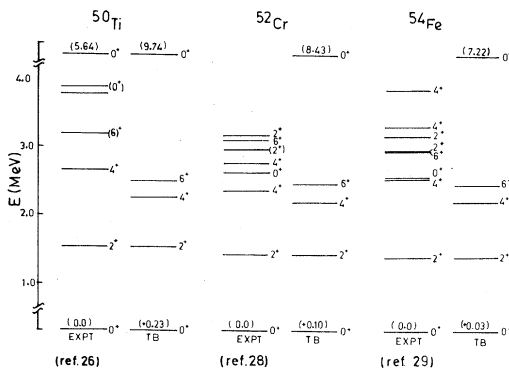 50Ti 52Cr 54Fe
(5.64) 0+ (9.74) 0+ (8.43) 0+ (7.22) 0+
4.0 (0+) 4+
(6)+ 2+ 6+ (2+) 4+ 2+ 2+ 6
3.0
4+ 6+ 4+ 0+ 4+ 6+ 0+ 4+ 6+
4+ 4+ 4+
2.0
2+ 2+ 2+ 2+ 2+ 2+
E (MeV)
1.0
(0.0) 0+ (+0.23) 0+ (0.0) 0+ (+0.10) 0+ (0.0) 0+ (+0.03) 0+
EXPT TB EXPT TB EXPT TB
(ref.26) (ref.28) (ref. 29)